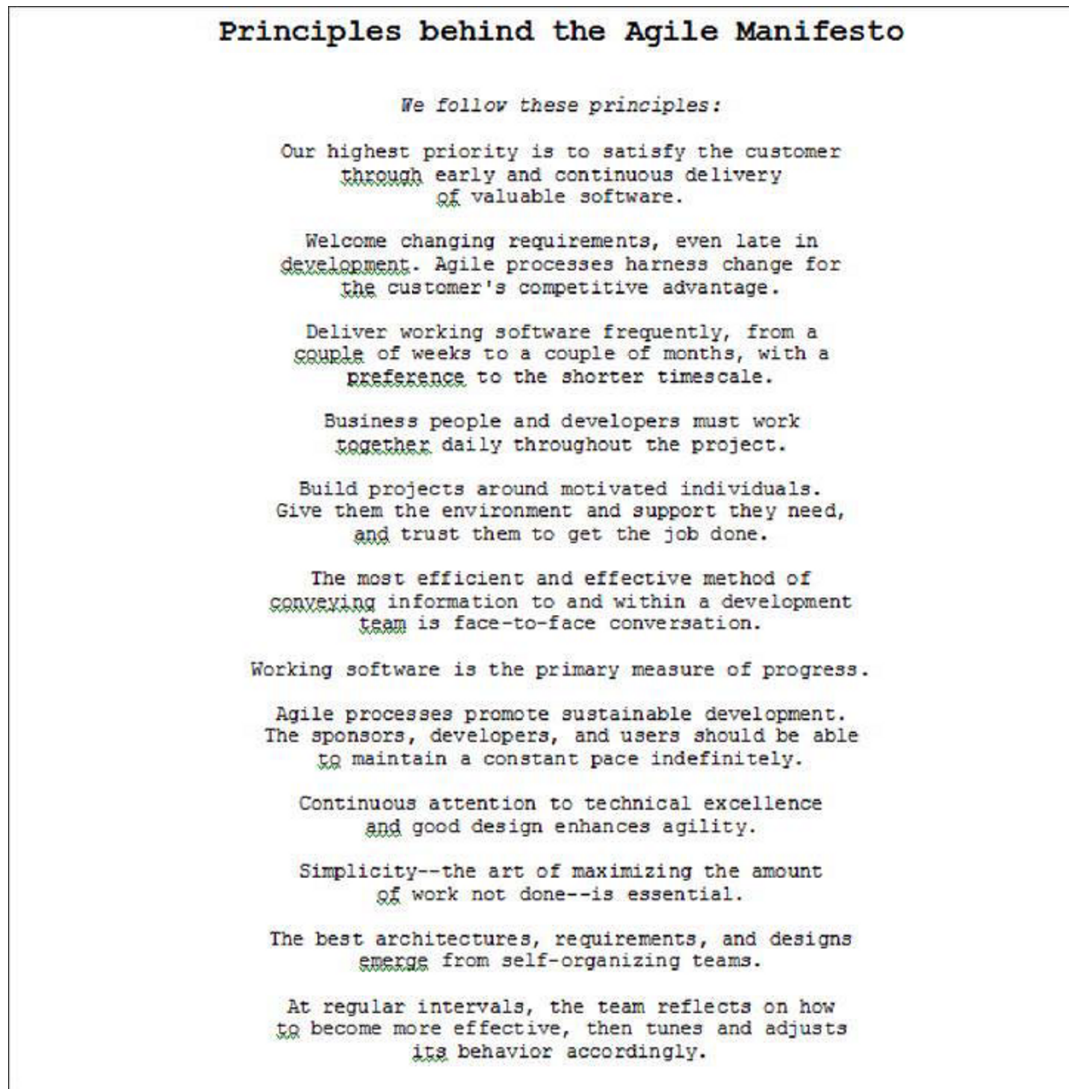 Principles behind the Agile Manifesto
We follow these principles:
Our highest priority is to satisfy the customer
through early and continuous delivery
of valuable software.
Welcome changing requirements, even late in
development. Agile processes harness change for
the customer's competitive advantage.
Deliver working software frequently, from a
couple of weeks to a couple of months, with a
preference to the shorter timescale.
Business people and developers must work
together daily throughout the project.
Build projects around motivated individuals.
Give them the environment and support they need,
and trust them to get the job done.
The most efficient and effective method of
conveying information to and within a development
team is face-to-face conversation.
Working software is the primary measure of progress.
Agile processes promote sustainable development.
The sponsors, developers, and users should be able
to maintain a constant pace indefinitely.
Continuous attention to technical excellence
and good design enhances agility.
Simplicity--the art of maximizing the amount
of work not done--is essential.
The best architectures, requirements, and designs
emerge from self-organizing teams.
At regular intervals, the team reflects on how
to become more effective, then tunes and adjusts
its behavior accordingly.